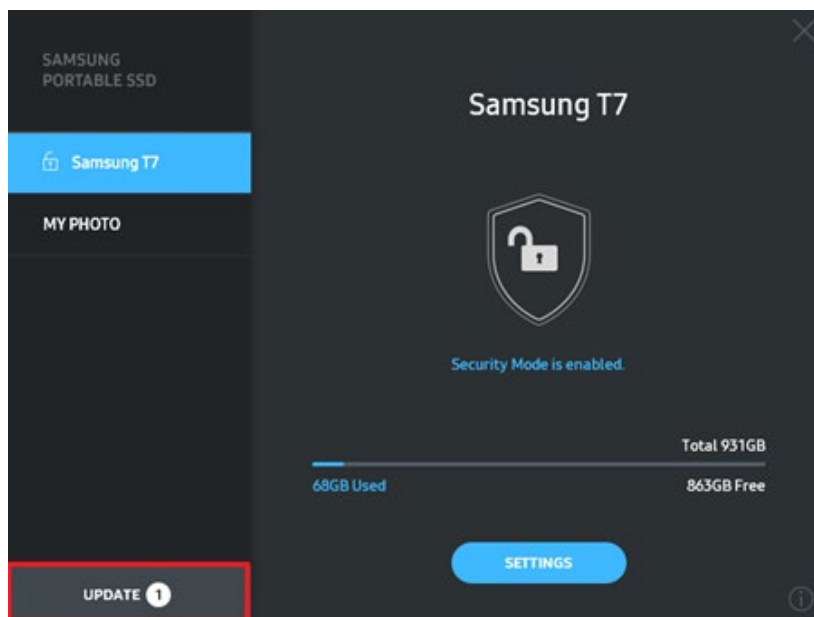 SAMSUNG
PORTABLE SSD
Samsung T7
MY PHOTO
UPDATE 1
Samsung T7
Security Mode is enabled.
Total 931GB
68GB Used 863GB Free
SETTINGS